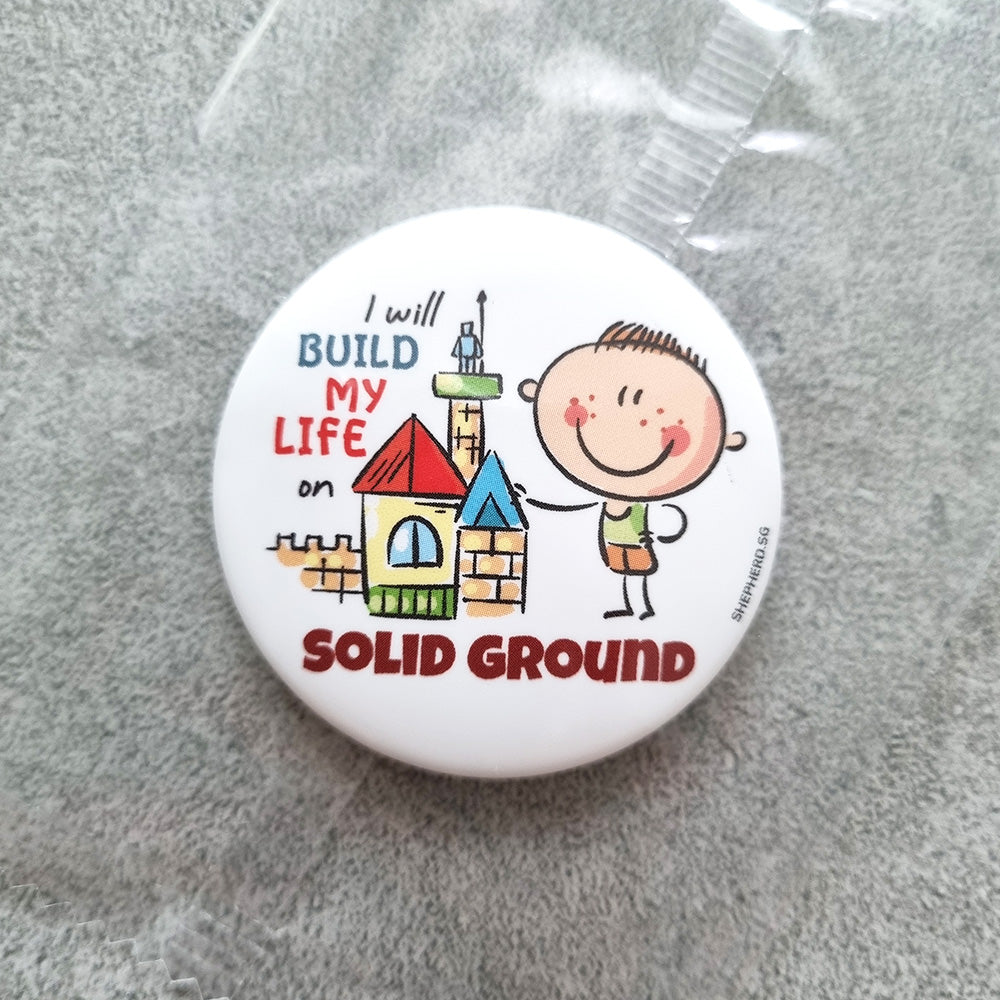 I will
BUILD
MY
LIFE
on
SOLID GROUND
SHEPHERD.SG